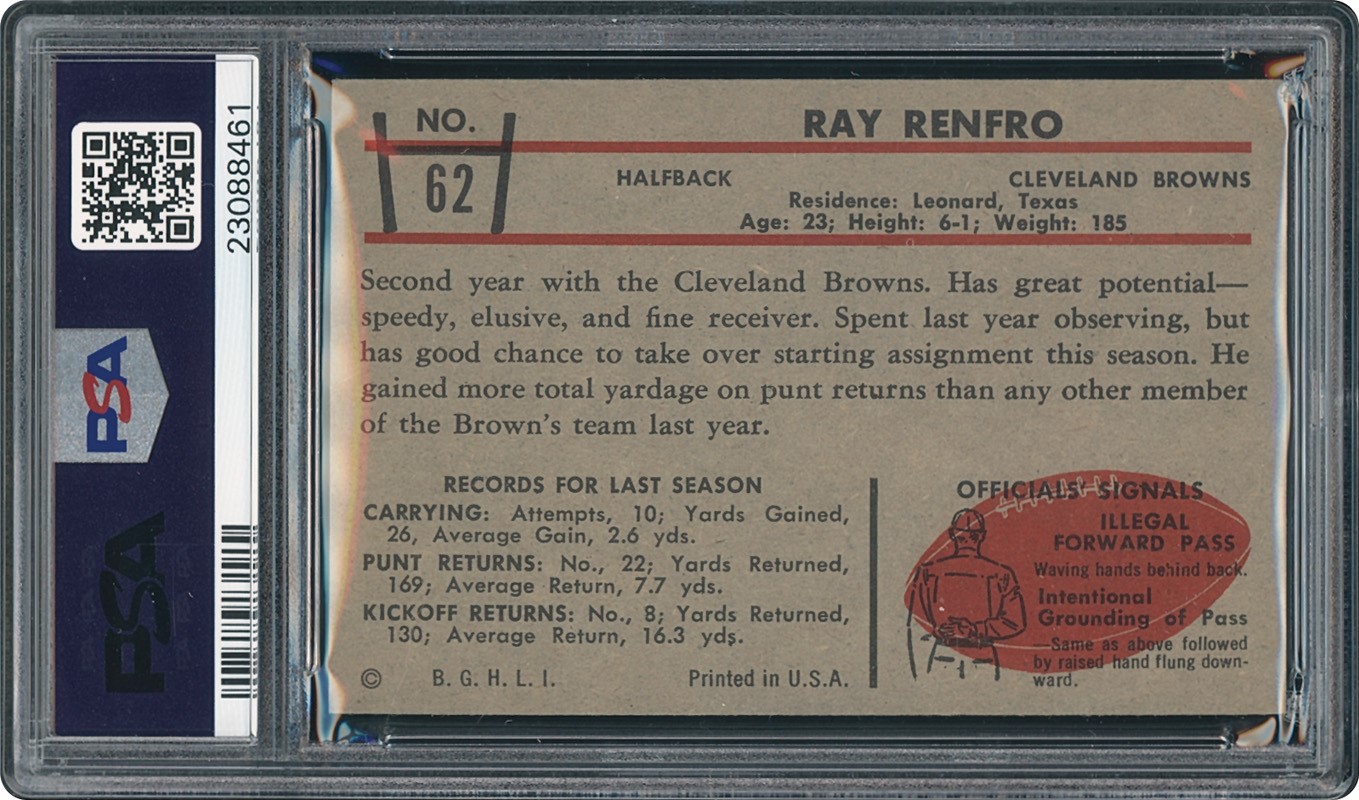 23088461
PSA
PSA
NO.
62
RAY RENFRO
HALFBACK
CLEVELAND BROWNS
Residence: Leonard, Texas
Age: 23; Height: 6-1; Weight: 185
Second year with the Cleveland Browns. Has great potential—
speedy, elusive, and fine receiver. Spent last year observing, but
has good chance to take over starting assignment this season. He
gained more total yardage on punt returns than any other member
of the Brown's team last year.
RECORDS FOR LAST SEASON
CARRYING: Attempts, 10; Yards Gained,
26, Average Gain, 2.6 yds.
PUNT RETURNS: No., 22; Yards Returned,
169; Average Return, 7.7 yds.
KICKOFF RETURNS: No., 8; Yards Returned,
130; Average Return, 16.3 yds.
© B. G. H. L. I. Printed in U.S.A.
OFFICIALS' SIGNALS
ILLEGAL
FORWARD PASS
Waving hands behind back.
Intentional
Grounding of Pass
—Same as above followed
by raised hand flung down-
ward.